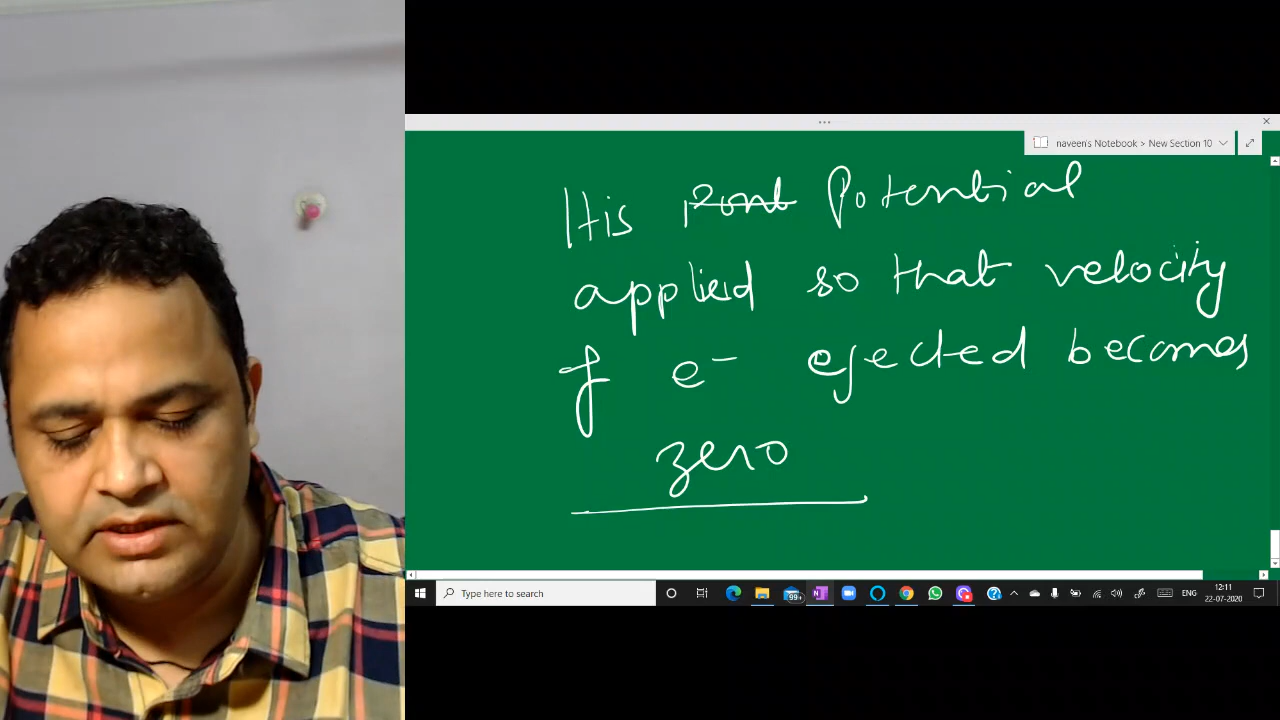 naveen's Notebook > New Section 10
It is Potential
applied so that velocity
of e- ejected becomes
zero
Type here to search
99+
ENG
12:11
22-07-2020